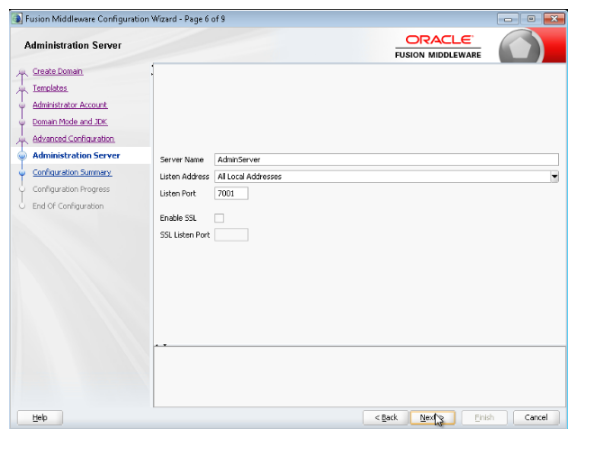 Fusion Middleware Configuration Wizard - Page 6 of 9
Administration Server
ORACLE
FUSION MIDDLEWARE
Create Domain
Templates
Administrator Account
Domain Mode and JDK
Advanced Configuration
Administration Server
Configuration Summary
Configuration Progress
End Of Configuration
Server Name AdminServer
Listen Address All Local Addresses
Listen Port 7001
Enable SSL
SSL Listen Port
Help
< Back Next > Finish Cancel